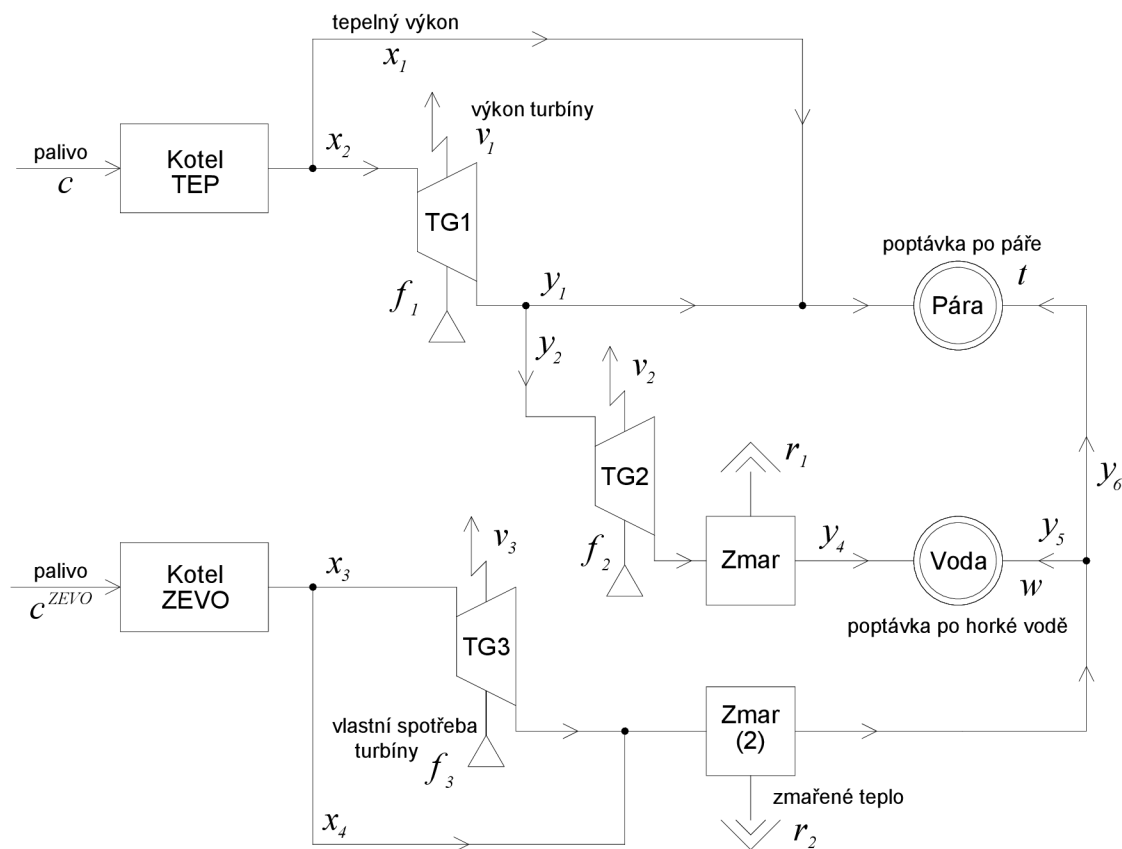 tepelný výkon
x1
výkon turbíny
v1
palivo
c
Kotel
TEP
x2
TG1
f1
y1
poptávka po páře
t
Pára
y2
v2
TG2
r1
y6
f2
Zmar
y4
Voda
y5
w
poptávka po horké vodě
palivo
c ZEVO
Kotel
ZEVO
x3
v3
TG3
vlastní spotřeba
turbíny
f3
Zmar
(2)
zmařené teplo
r2
x4